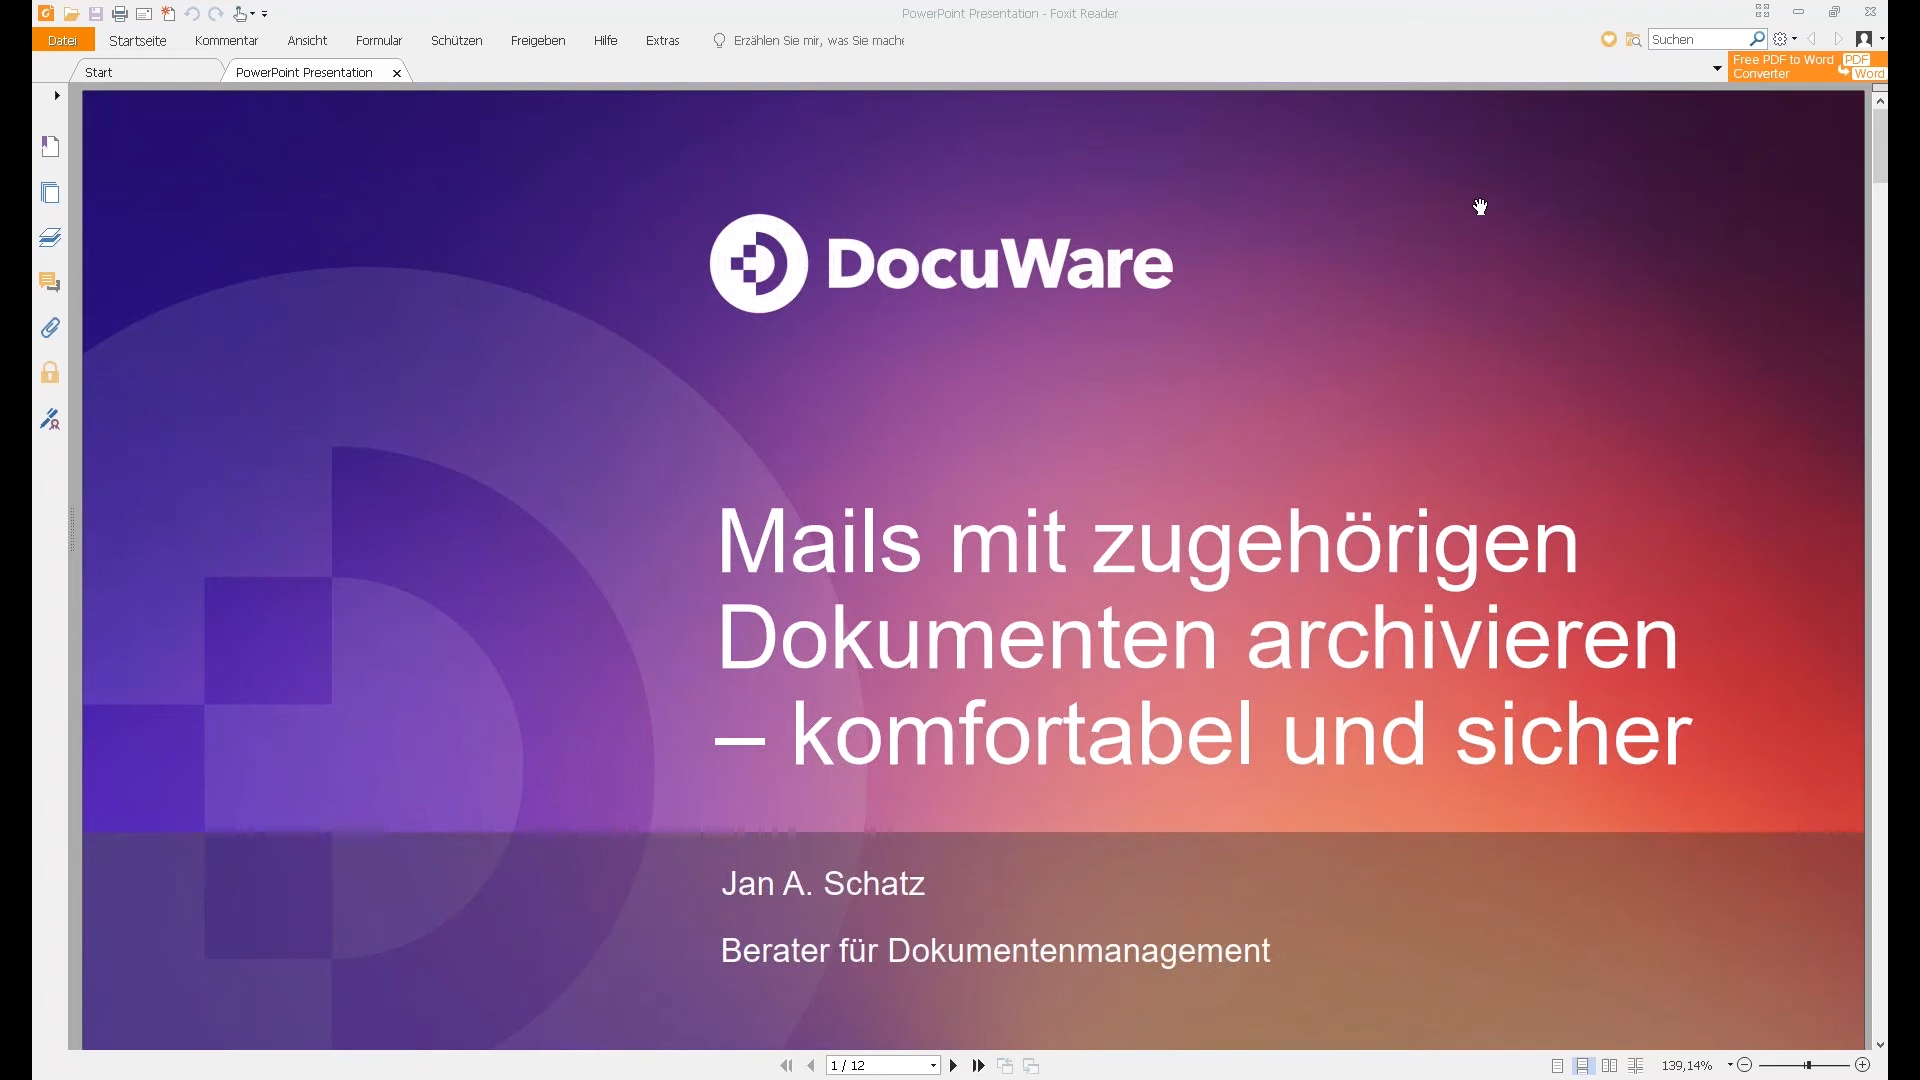 PowerPoint Presentation - Foxit Reader
Datei
Startseite
Kommentar
Ansicht
Formular
Schützen
Freigeben
Hilfe
Extras
Erzählen Sie mir, was Sie mache
Suchen
Start
PowerPoint Presentation
Free PDF to Word
Converter
PDF
Word
DocuWare
Mails mit zugehörigen
Dokumenten archivieren
– komfortabel und sicher
Jan A. Schatz
Berater für Dokumentenmanagement
1 / 12
139,14%